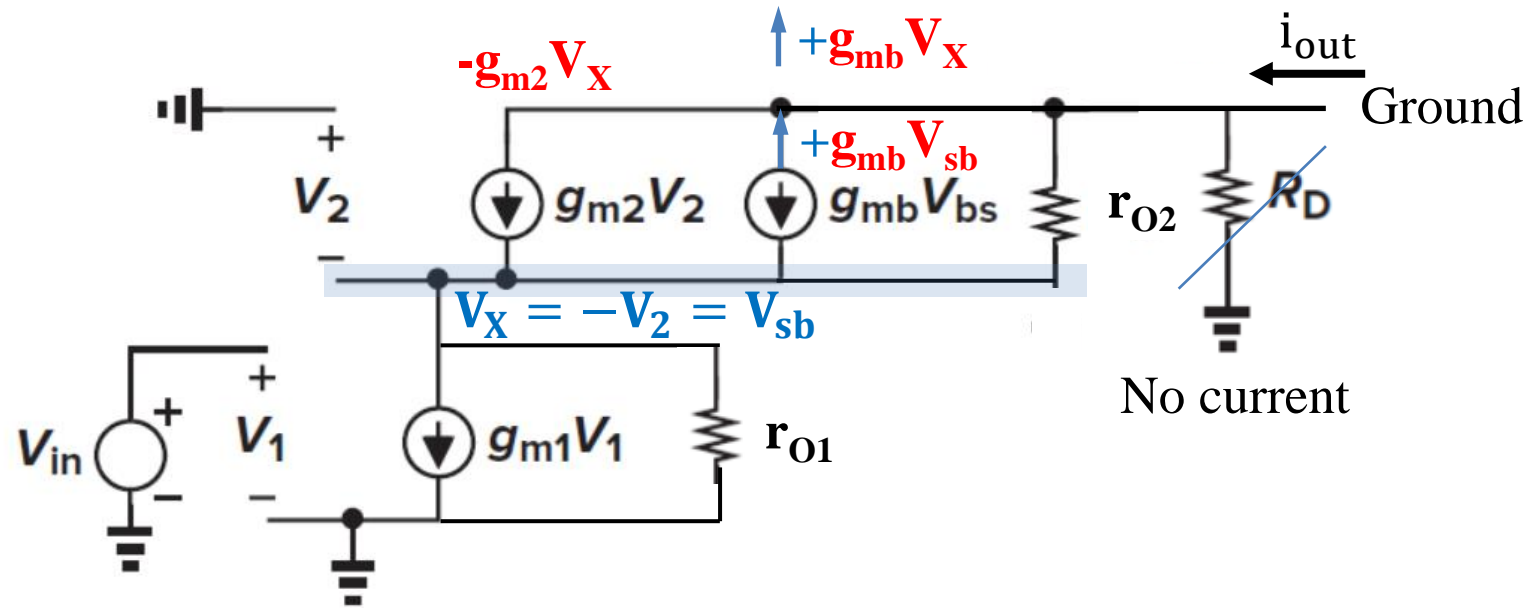 +g_mb V_X
i_out
-g_m2 V_X
Ground
+
+g_mb V_sb
V_2
g_m2 V_2
g_mb V_bs
r_O2
R_D
−
V_X = −V_2 = V_sb
+
+
No current
V_in
V_1
g_m1 V_1
r_O1
−
−